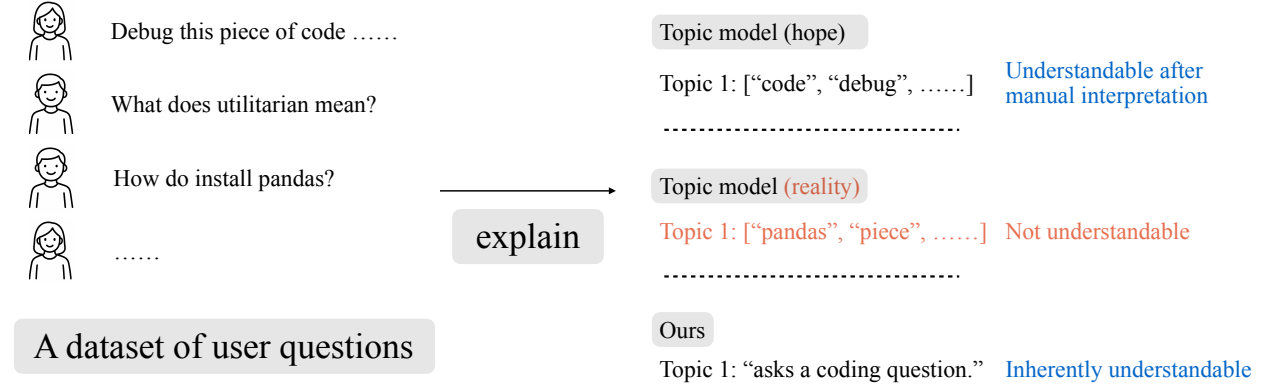 Debug this piece of code ……
What does utilitarian mean?
How do install pandas?
……
A dataset of user questions
explain
Topic model (hope)
Topic 1: [“code”, “debug”, ……]
Understandable after
manual interpretation
Topic model (reality)
Topic 1: [“pandas”, “piece”, ……]
Not understandable
Ours
Topic 1: “asks a coding question.”
Inherently understandable